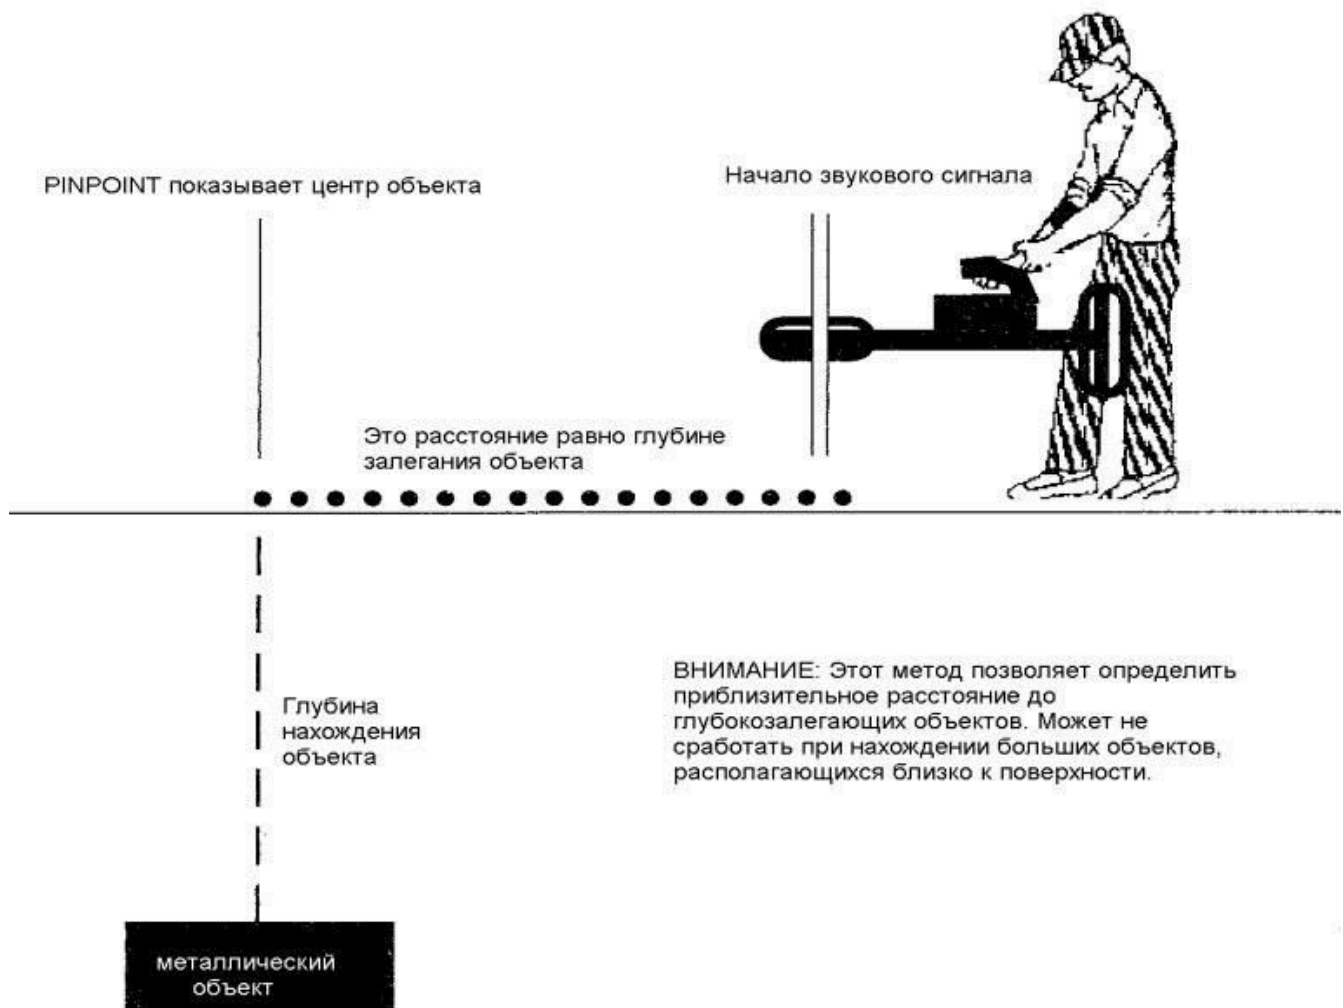 PINPOINT показывает центр объекта
Начало звукового сигнала
Это расстояние равно глубине
залегания объекта
Глубина
нахождения
объекта
ВНИМАНИЕ: Этот метод позволяет определить
приблизительное расстояние до
глубокозалегающих объектов. Может не
сработать при нахождении больших объектов,
располагающихся близко к поверхности.
металлический
объект